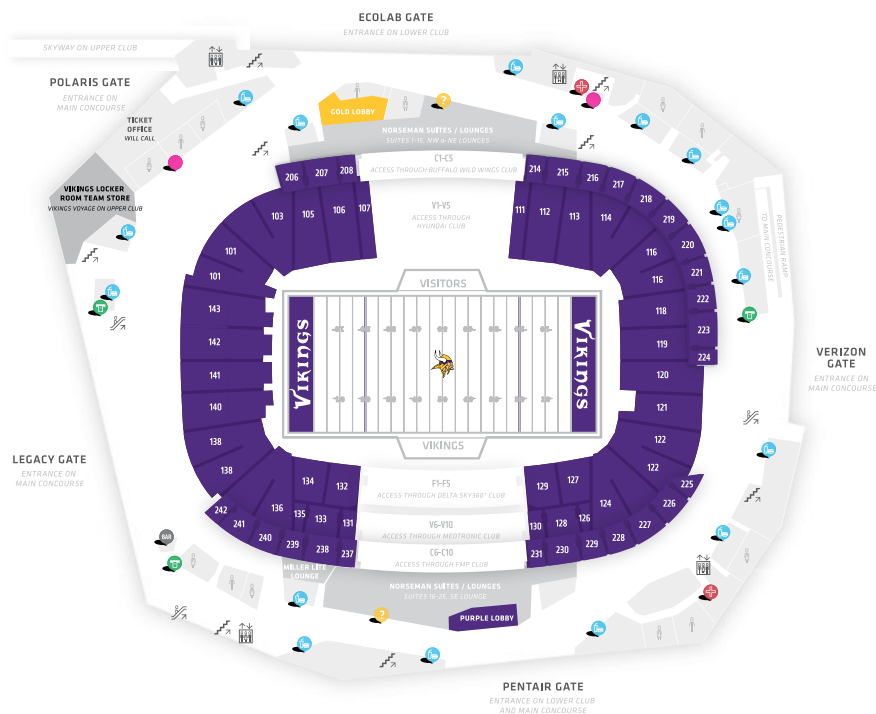 ECOLAB GATE
ENTRANCE ON LOWER CLUB
SKYWAY ON UPPER CLUB
POLARIS GATE
ENTRANCE ON
MAIN CONCOURSE
TICKET
OFFICE
WILL CALL
GOLD LOBBY
?
NORSEMAN SUITES / LOUNGES
SUITES 1-15, NW & NE LOUNGES
C1-C5
ACCESS THROUGH BUFFALO WILD WINGS CLUB
206
207
208
214
215
216
217
218
219
220
221
222
223
224
VIKINGS LOCKER
ROOM TEAM STORE
VIKINGS VOYAGE ON UPPER CLUB
V1-V5
ACCESS THROUGH
HYUNDAI CLUB
103
105
106
107
111
112
113
114
101
101
116
116
118
119
120
121
122
122
143
142
141
140
138
138
PEDESTRIAN RAMP
TO MAIN CONCOURSE
VISITORS
VIKINGS
VIKINGS
VIKINGS
VERIZON
GATE
ENTRANCE ON
MAIN CONCOURSE
LEGACY GATE
ENTRANCE ON
MAIN CONCOURSE
F1-F5
ACCESS THROUGH DELTA SKY360° CLUB
134
132
129
127
124
136
135
133
131
130
128
126
V6-V10
ACCESS THROUGH MEDTRONIC CLUB
C6-C10
ACCESS THROUGH FMP CLUB
242
241
240
239
238
237
231
230
229
228
227
226
225
BAR
MILLER LITE
LOUNGE
NORSEMAN SUITES / LOUNGES
SUITES 16-25, SE LOUNGE
?
PURPLE LOBBY
PENTAIR GATE
ENTRANCE ON LOWER CLUB
AND MAIN CONCOURSE